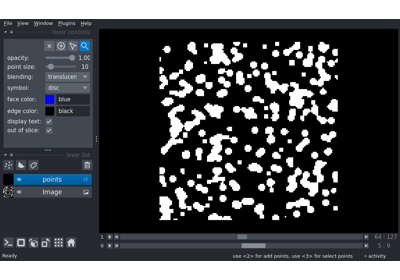 File View Window Plugins Help
layer controls
opacity: 1.00
point size: 10
blending: translucen
symbol: disc
face color: blue
edge color: black
display text:
out of slice:
layer list
points
Image
1 64 127
0 5 9
Ready use <2> for add points, use <3> for select points activity